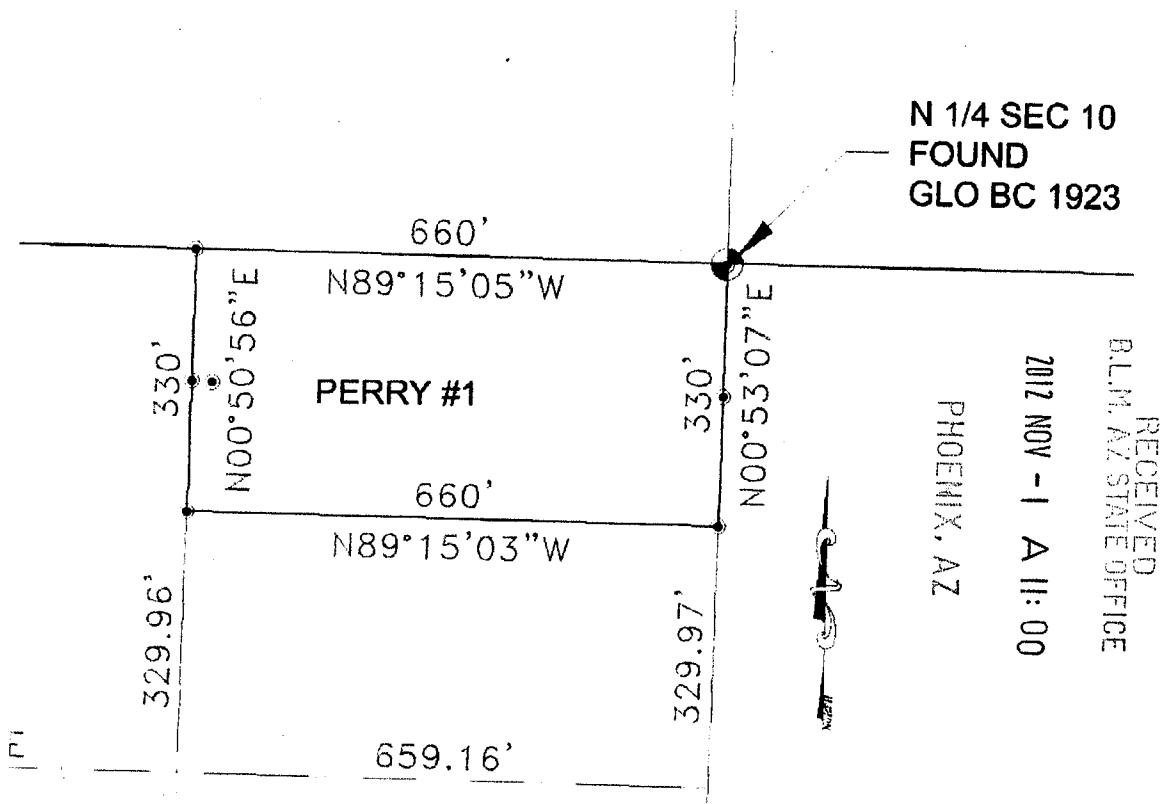 N 1/4 SEC 10
FOUND
GLO BC 1923
660'
N89°15'05"W
330'
N00°50'56"E
PERRY #1
330'
N00°53'07"E
660'
N89°15'03"W
329.96'
329.97'
659.16'
RECEIVED
B.L.M. AZ STATE OFFICE
2012 NOV -1 A 11:00
PHOENIX, AZ